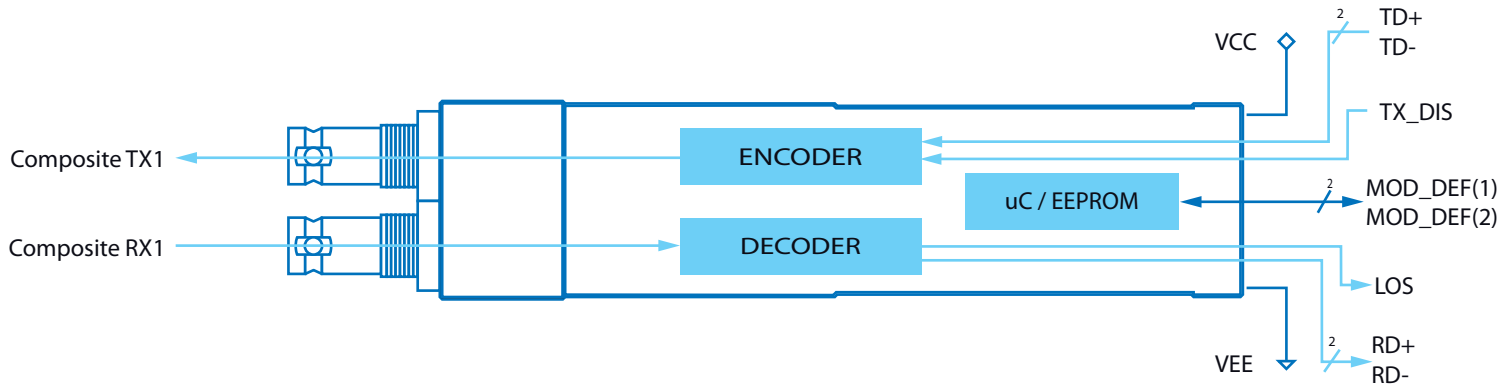 2
TD+
TD-
VCC
TX_DIS
Composite TX1
ENCODER
uC / EEPROM
2
MOD_DEF(1)
MOD_DEF(2)
Composite RX1
DECODER
LOS
2
RD+
RD-
VEE